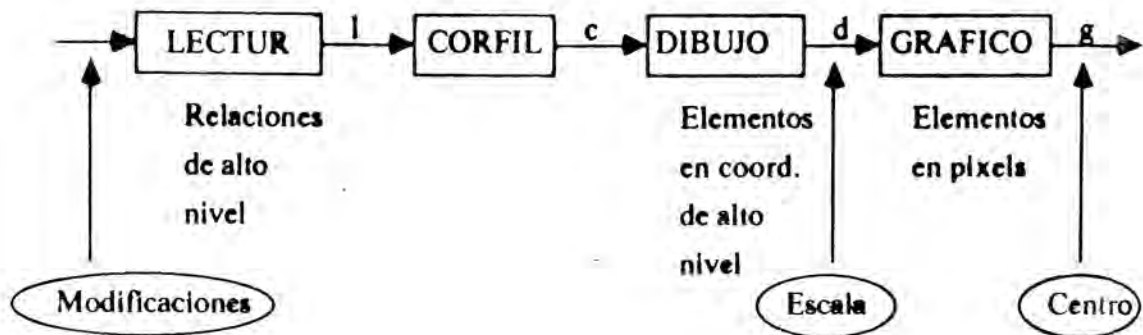 LECTUR l CORFIL c DIBUJO d GRAFICO g
Relaciones
de alto
nivel
Elementos
en coord.
de alto
nivel
Elementos
en pixels
Modificaciones
Escala
Centro